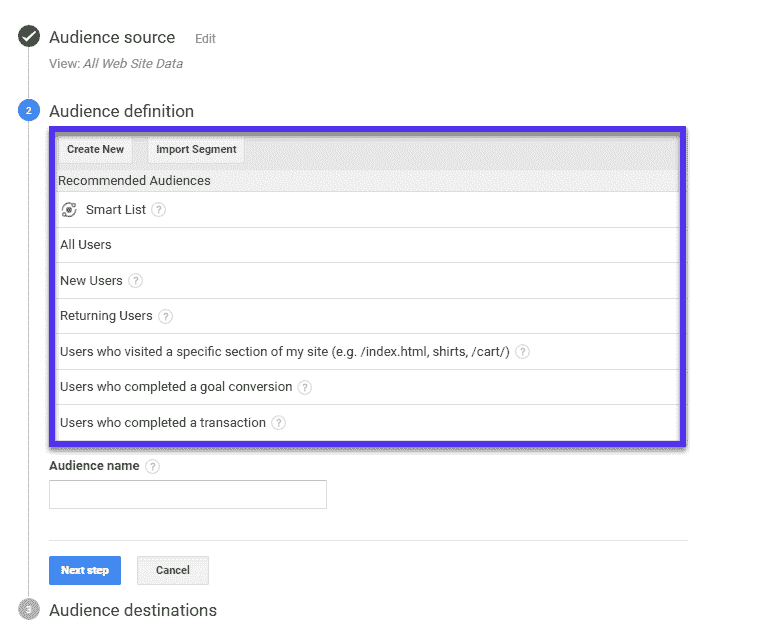 Audience source Edit
View: All Web Site Data
2 Audience definition
Create New Import Segment
Recommended Audiences
Smart List ?
All Users
New Users ?
Returning Users ?
Users who visited a specific section of my site (e.g. /index.html, shirts, /cart/) ?
Users who completed a goal conversion ?
Users who completed a transaction ?
Audience name ?
Next step Cancel
3 Audience destinations